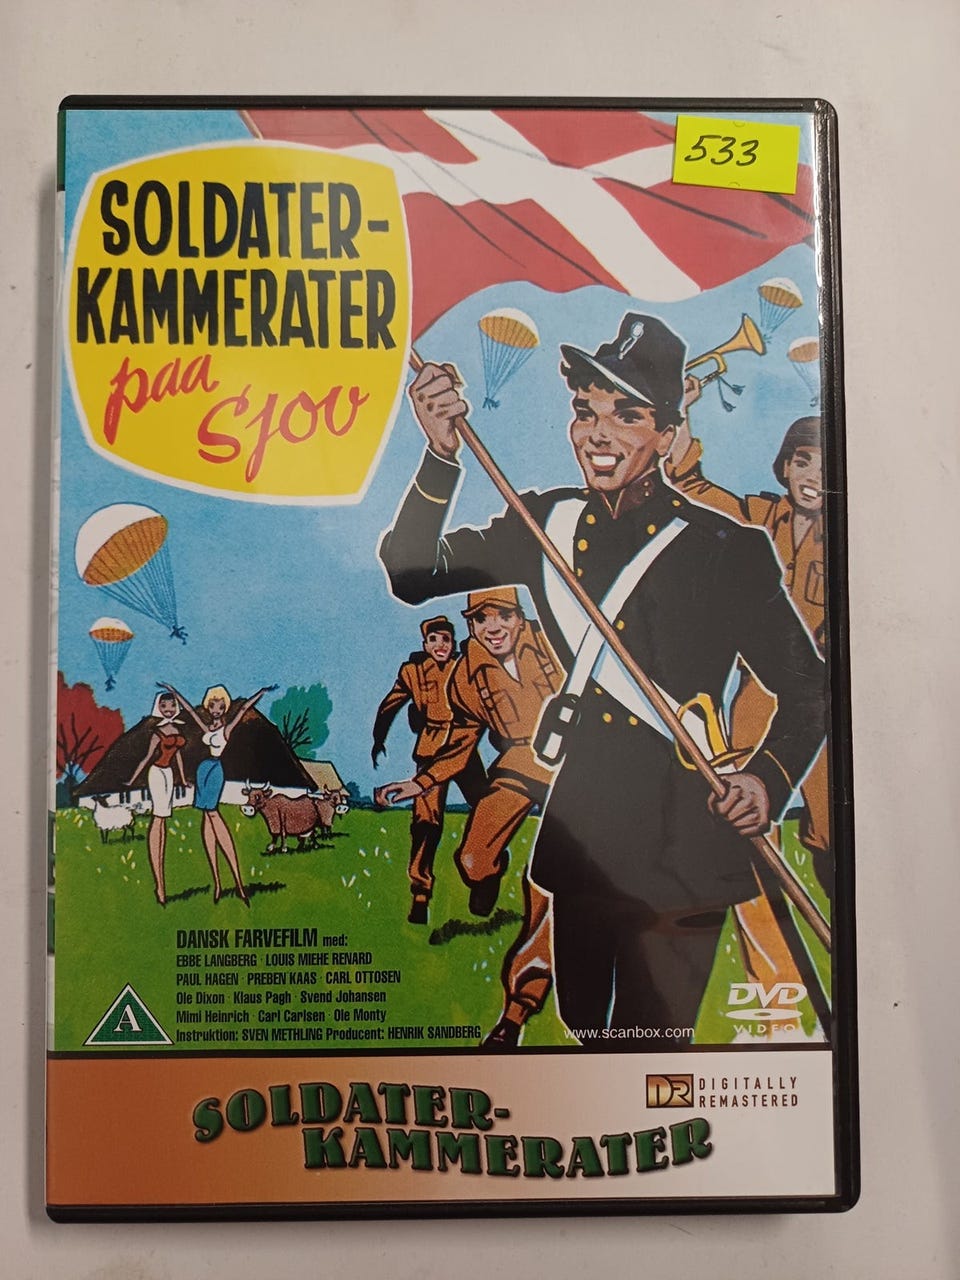 533
SOLDATER-
KAMMERATER
paa
Sjov
DANSK FARVEFILM med:
EBBE LANGBERG · LOUIS MIEHE RENARD
PAUL HAGEN · PREBEN KAAS · CARL OTTOSEN
Ole Dixon · Klaus Pagh · Svend Johansen
Mimi Heinrich · Carl Carlsen · Ole Monty
Instruktion: SVEN METHLING Producent: HENRIK SANDBERG
A
www.scanbox.com
DVD
VIDEO
SOLDATER-
KAMMERATER
DR DIGITALLY
REMASTERED